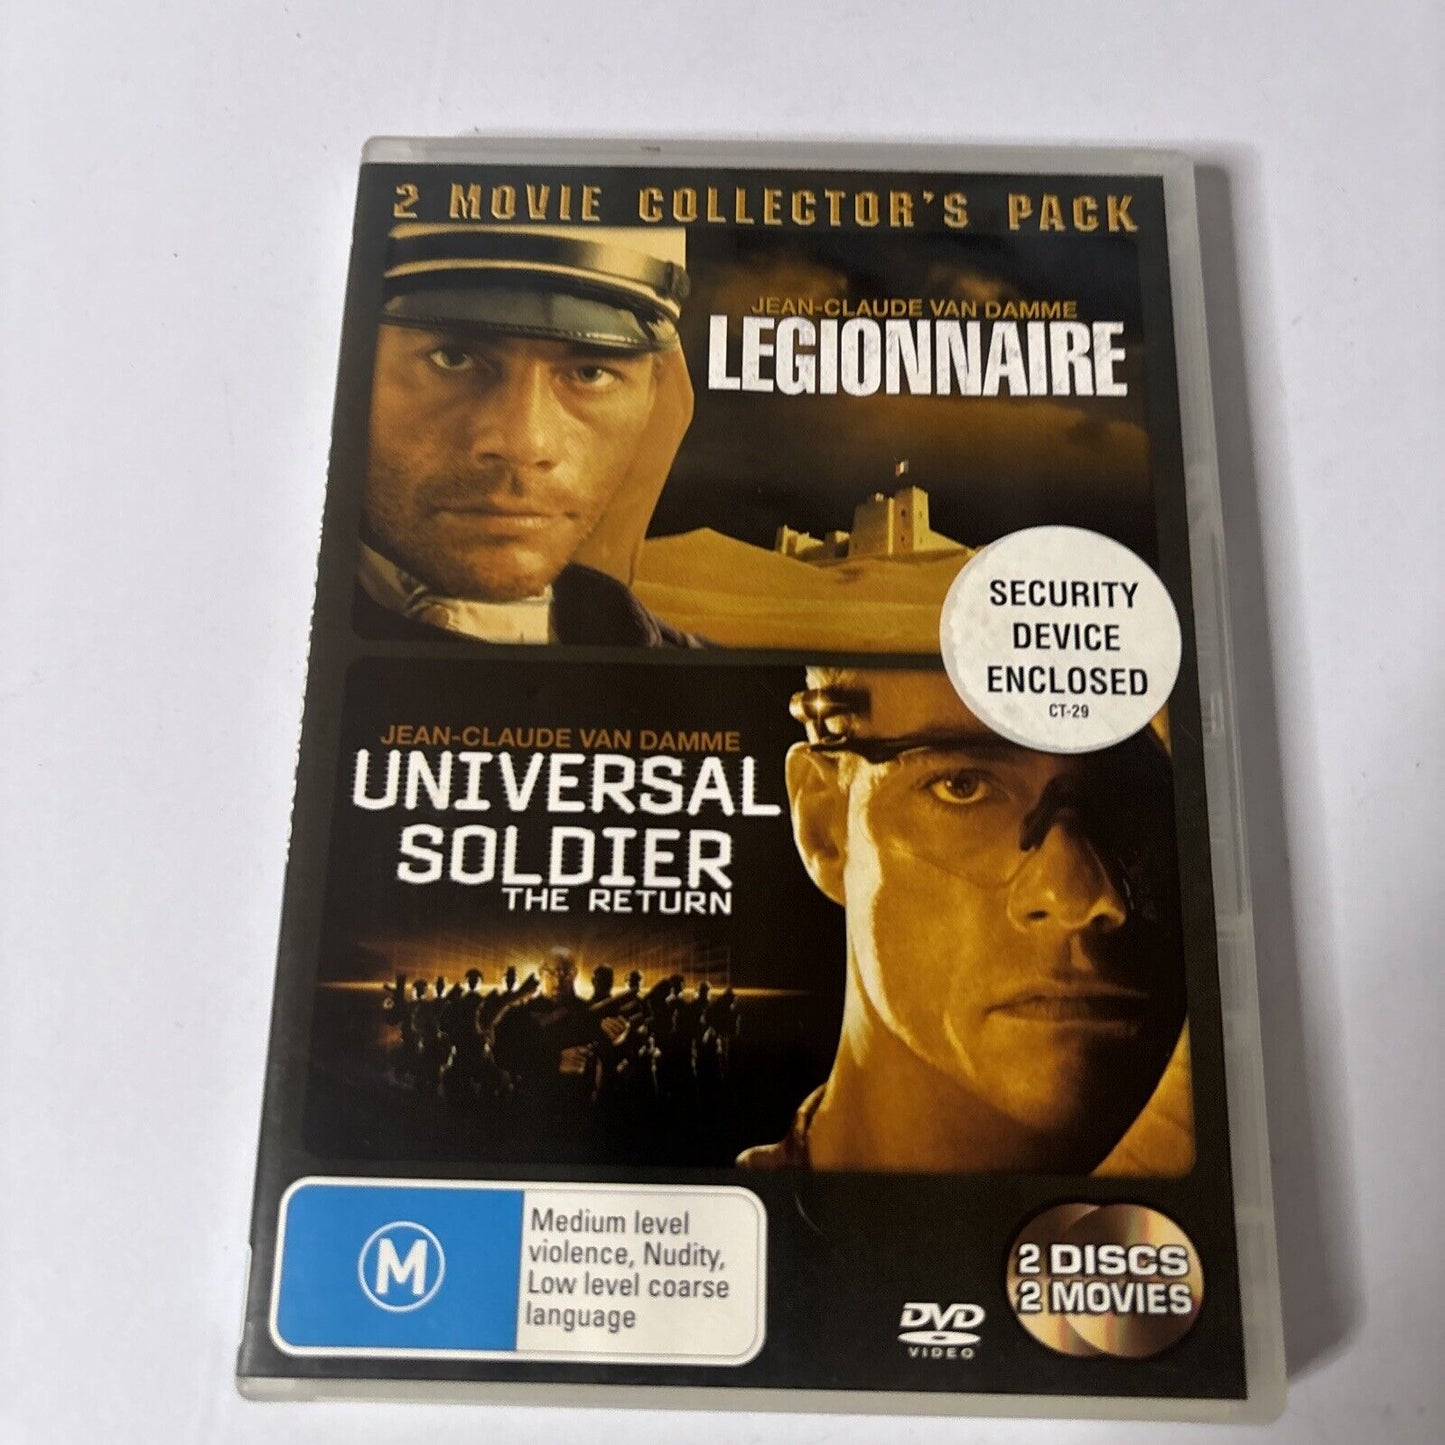 2 MOVIE COLLECTOR'S PACK
JEAN-CLAUDE VAN DAMME
LEGIONNAIRE
SECURITY
DEVICE
ENCLOSED
CT-29
JEAN-CLAUDE VAN DAMME
UNIVERSAL
SOLDIER
THE RETURN
M
Medium level
violence, Nudity,
Low level coarse
language
DVD
VIDEO
2 DISCS
2 MOVIES